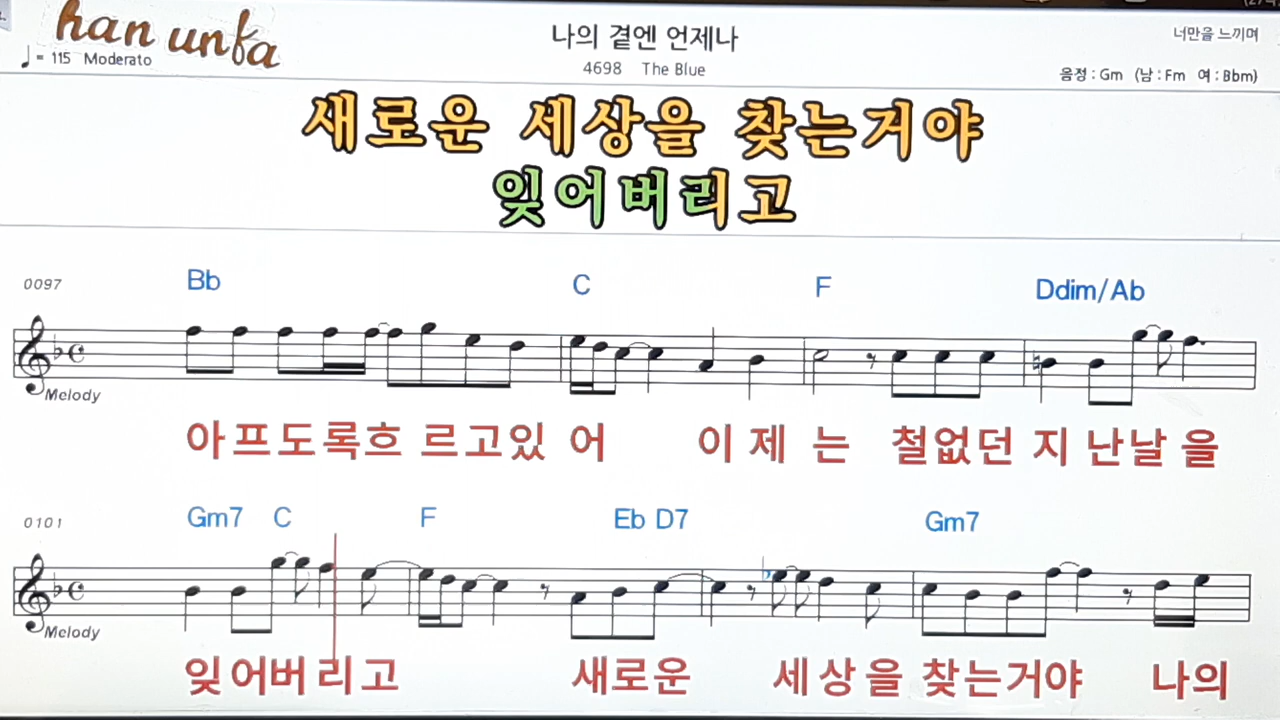 han unfa
♩= 115 Moderato
나의 곁엔 언제나
4698 The Blue
너만을 느끼며
음정 : Gm (남 : Fm 여 : Bbm)
새로운 세상을 찾는거야
잊어버리고
0097
Bb C F Ddim/Ab
Melody
아프도록흐 르고있 어 이 제 는 철없던 지 난날 을
0101
Gm7 C F Eb D7 Gm7
Melody
잊어버리고 새로운 세상을 찾는거야 나의